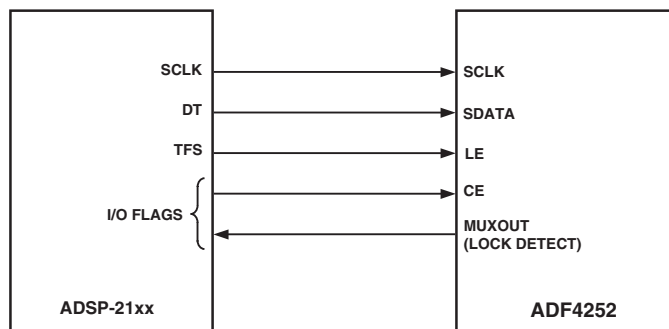 SCLK
DT
TFS
I/O FLAGS
ADSP-21xx
SCLK
SDATA
LE
CE
MUXOUT
(LOCK DETECT)
ADF4252